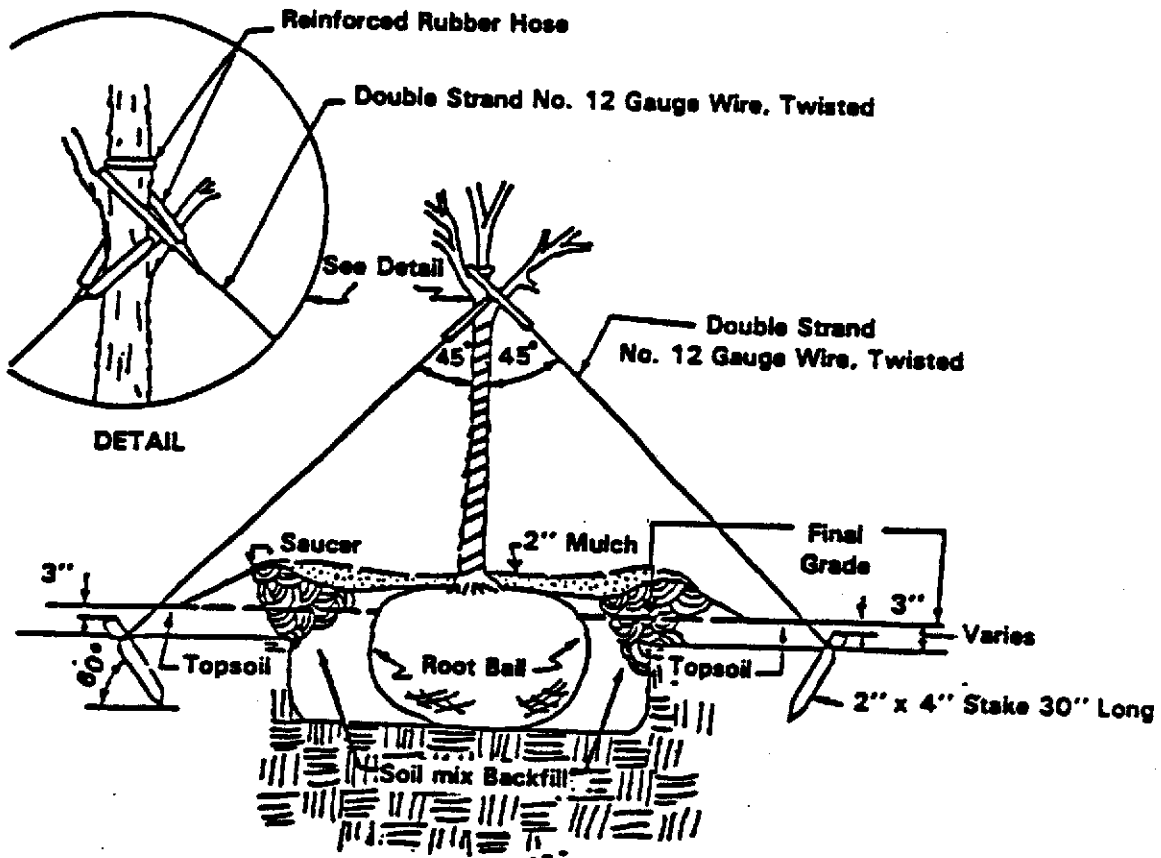 Reinforced Rubber Hose
Double Strand No. 12 Gauge Wire, Twisted
See Detail
DETAIL
45° 45°
Double Strand
No. 12 Gauge Wire, Twisted
Saucer
2" Mulch
Final
Grade
3"
3"
Varies
60°
Topsoil
Root Ball
Topsoil
2" x 4" Stake 30" Long
Soil mix Backfill